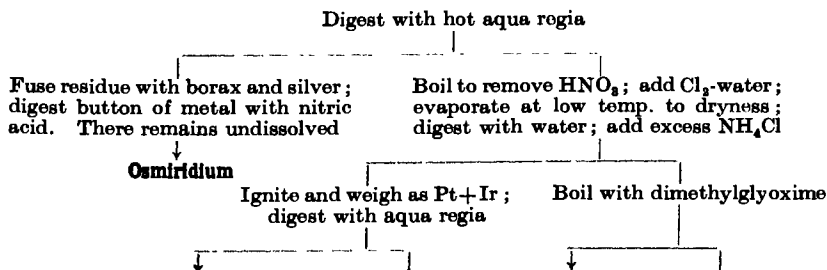 Digest with hot aqua regia
Fuse residue with borax and silver;
digest button of metal with nitric
acid. There remains undissolved
Osmiridium
Boil to remove HNO₃; add Cl₂-water;
evaporate at low temp. to dryness;
digest with water; add excess NH₄Cl
Ignite and weigh as Pt+Ir;
digest with aqua regia
Boil with dimethylglyoxime